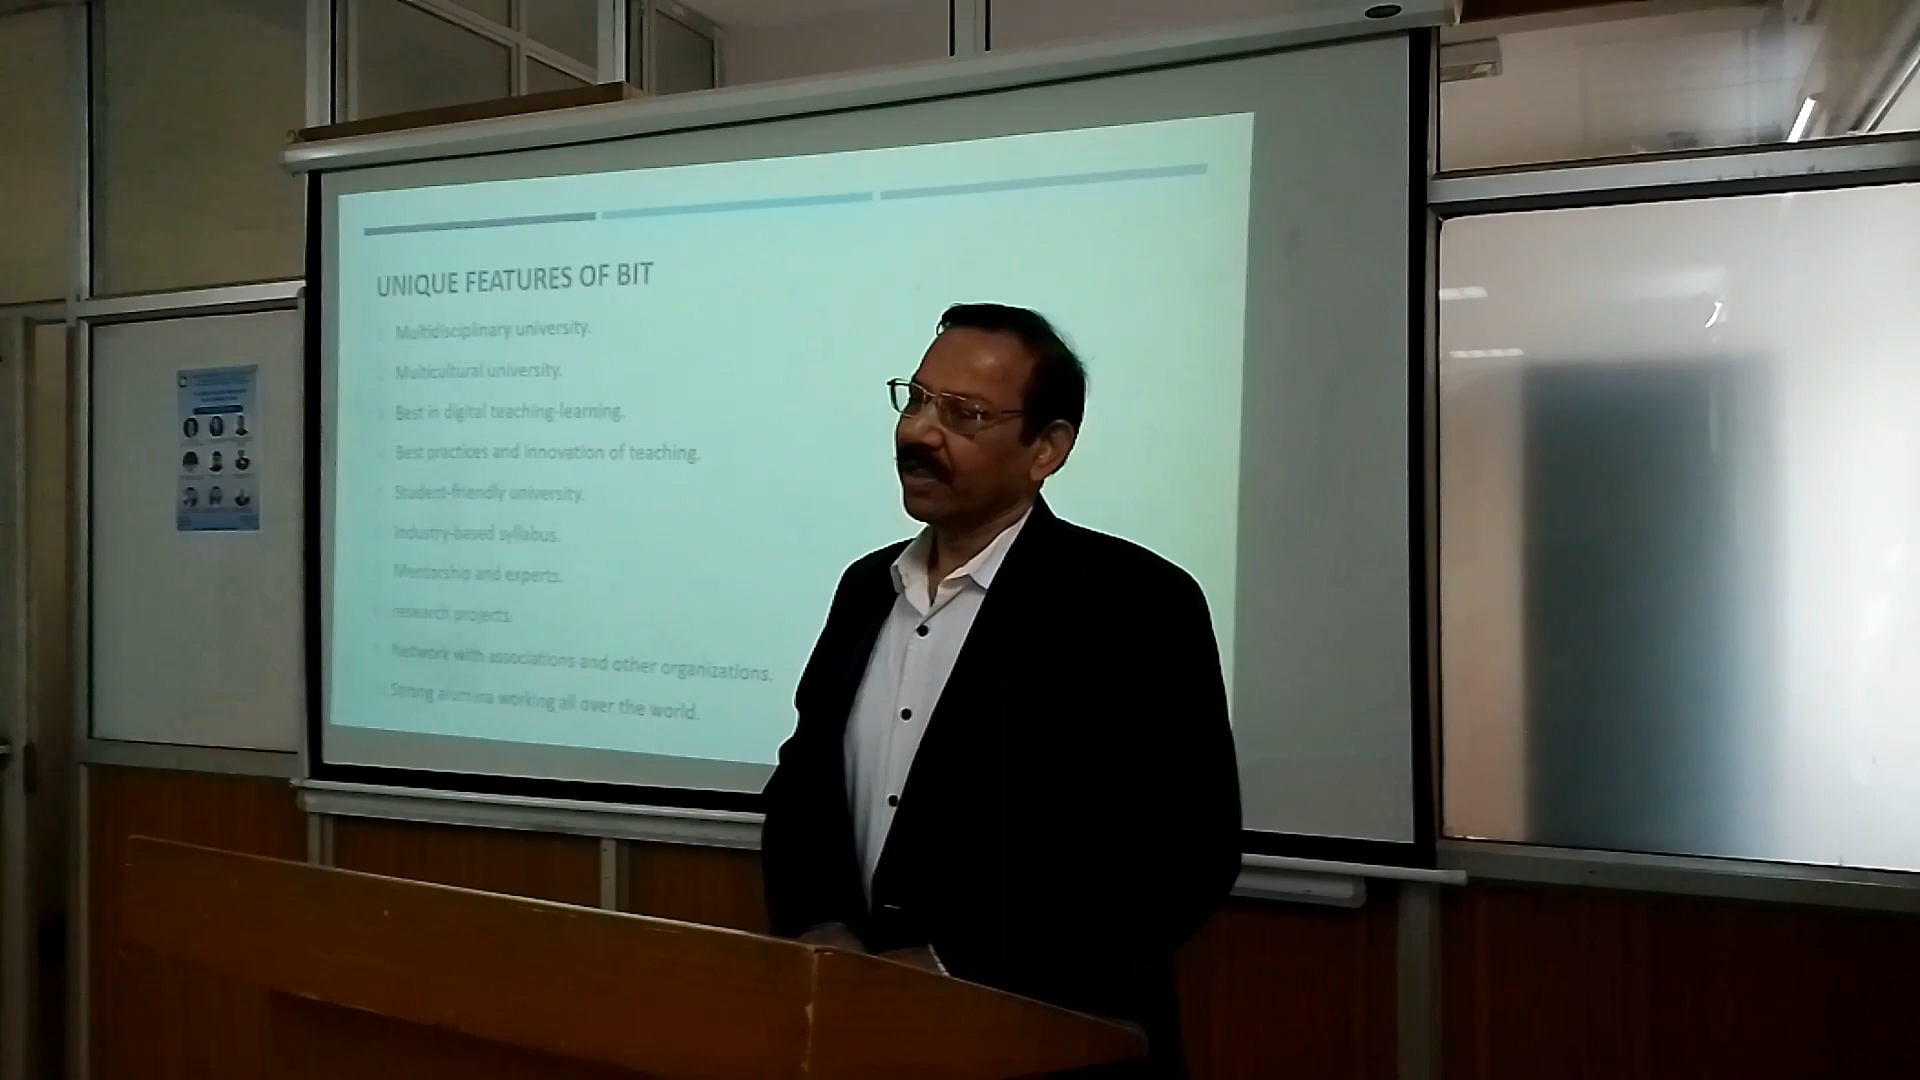 UNIQUE FEATURES OF BIT
Multidisciplinary university.
Multicultural university.
Best in digital teaching-learning.
Best practices and innovation of teaching.
Student-friendly university.
Industry-based syllabus.
Mentorship and experts.
research projects.
Network with associations and other organizations.
Strong alumina working all over the world.